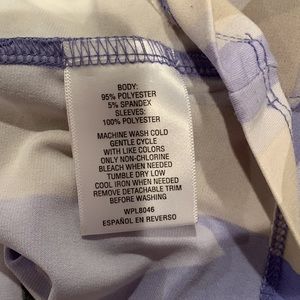 BODY:
95% POLYESTER
5% SPANDEX
SLEEVES:
100% POLYESTER
MACHINE WASH COLD
GENTLE CYCLE
WITH LIKE COLORS
ONLY NON-CHLORINE
BLEACH WHEN NEEDED
TUMBLE DRY LOW
COOL IRON WHEN NEEDED
REMOVE DETACHABLE TRIM
BEFORE WASHING
WPL8046
ESPAÑOL EN REVERSO